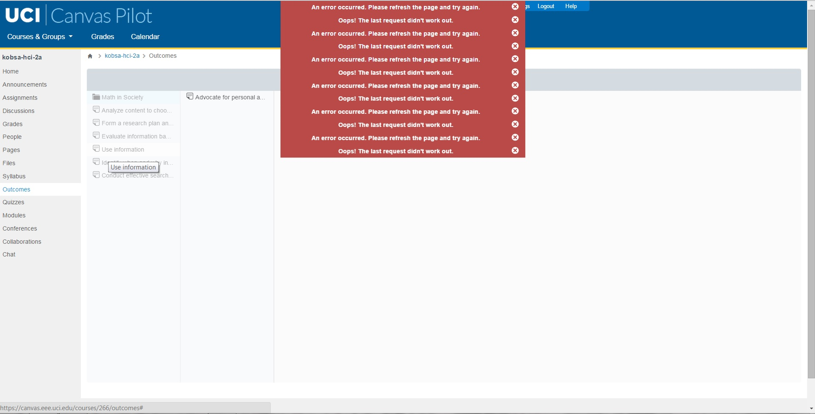 UCI Canvas Pilot
Logout Help
Courses & Groups Grades Calendar
An error occurred. Please refresh the page and try again.
Oops! The last request didn't work out.
An error occurred. Please refresh the page and try again.
Oops! The last request didn't work out.
An error occurred. Please refresh the page and try again.
Oops! The last request didn't work out.
An error occurred. Please refresh the page and try again.
Oops! The last request didn't work out.
An error occurred. Please refresh the page and try again.
Oops! The last request didn't work out.
An error occurred. Please refresh the page and try again.
Oops! The last request didn't work out.
kobsa-hci-2a
Home
Announcements
Assignments
Discussions
Grades
People
Pages
Files
Syllabus
Outcomes
Quizzes
Modules
Conferences
Collaborations
Chat
kobsa-hci-2a > Outcomes
Math in Society
Analyze content to choo...
Form a research plan an...
Evaluate information ba...
Use information
in...
Use information
Conduct effective search...
Advocate for personal a...
https://canvas.eee.uci.edu/courses/266/outcomes#